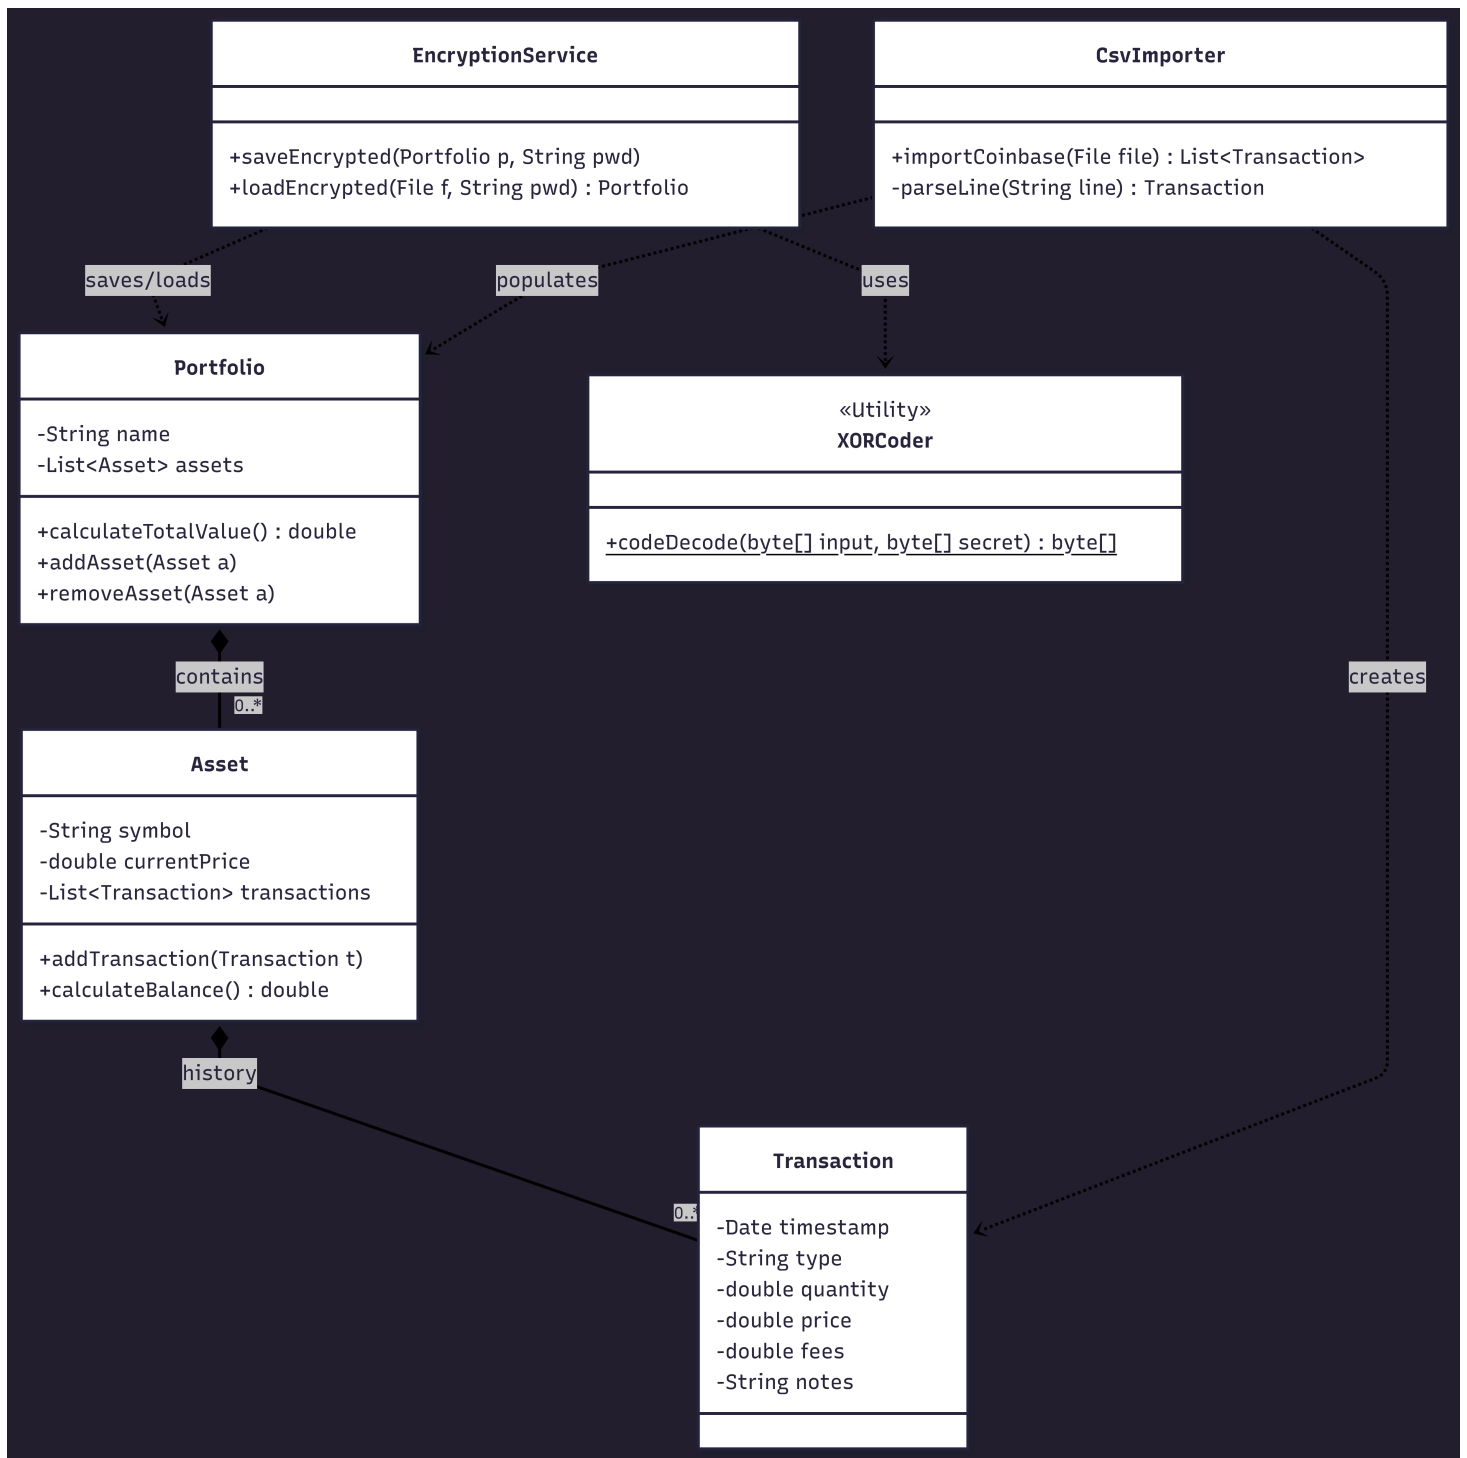 EncryptionService
+saveEncrypted(Portfolio p, String pwd)
+loadEncrypted(File f, String pwd) : Portfolio
CsvImporter
+importCoinbase(File file) : List<Transaction>
-parseLine(String line) : Transaction
saves/loads
populates
uses
Portfolio
-String name
-List<Asset> assets
+calculateTotalValue() : double
+addAsset(Asset a)
+removeAsset(Asset a)
«Utility»
XORCoder
+codeDecode(byte[] input, byte[] secret) : byte[]
contains
0..*
creates
Asset
-String symbol
-double currentPrice
-List<Transaction> transactions
+addTransaction(Transaction t)
+calculateBalance() : double
history
0..*
Transaction
-Date timestamp
-String type
-double quantity
-double price
-double fees
-String notes